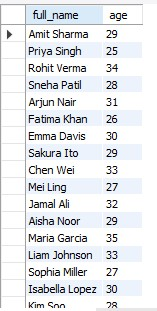 full_name age
Amit Sharma 29
Priya Singh 25
Rohit Verma 34
Sneha Patil 28
Arjun Nair 31
Fatima Khan 26
Emma Davis 30
Sakura Ito 29
Chen Wei 33
Mei Ling 27
Jamal Ali 32
Aisha Noor 29
Maria Garcia 35
Liam Johnson 33
Sophia Miller 27
Isabella Lopez 30
Kim Soo 28